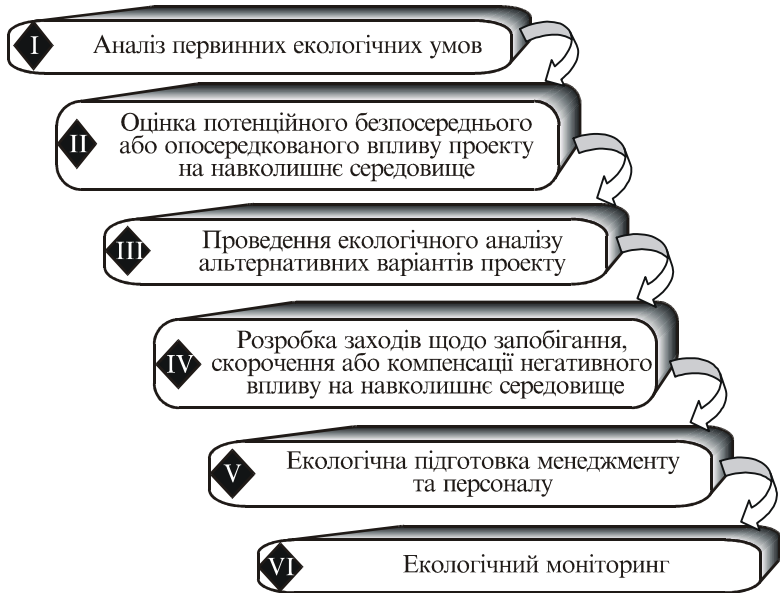 I
Аналіз первинних екологічних умов
II
Оцінка потенційного безпосереднього
або опосередкованого впливу проекту
на навколишнє середовище
III
Проведення екологічного аналізу
альтернативних варіантів проекту
IV
Розробка заходів щодо запобігання,
скорочення або компенсації негативного
впливу на навколишнє середовище
V
Екологічна підготовка менеджменту
та персоналу
VI
Екологічний моніторинг